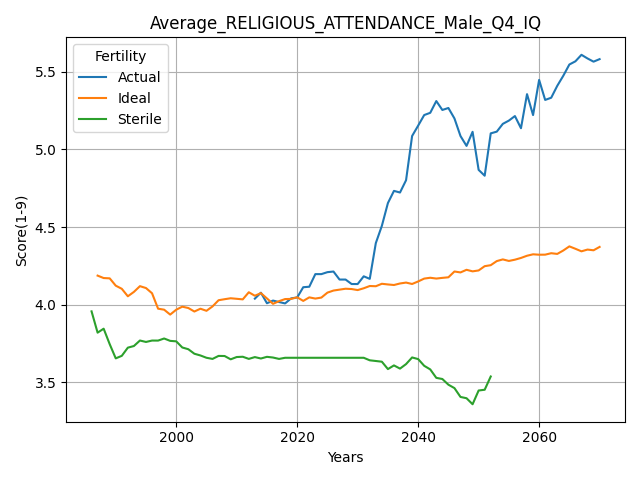 Average_RELIGIOUS_ATTENDANCE_Male_Q4_IQ
Fertility
Actual
Ideal
Sterile
Score(1-9)
5.5
5.0
4.5
4.0
3.5
2000
2020
2040
2060
Years